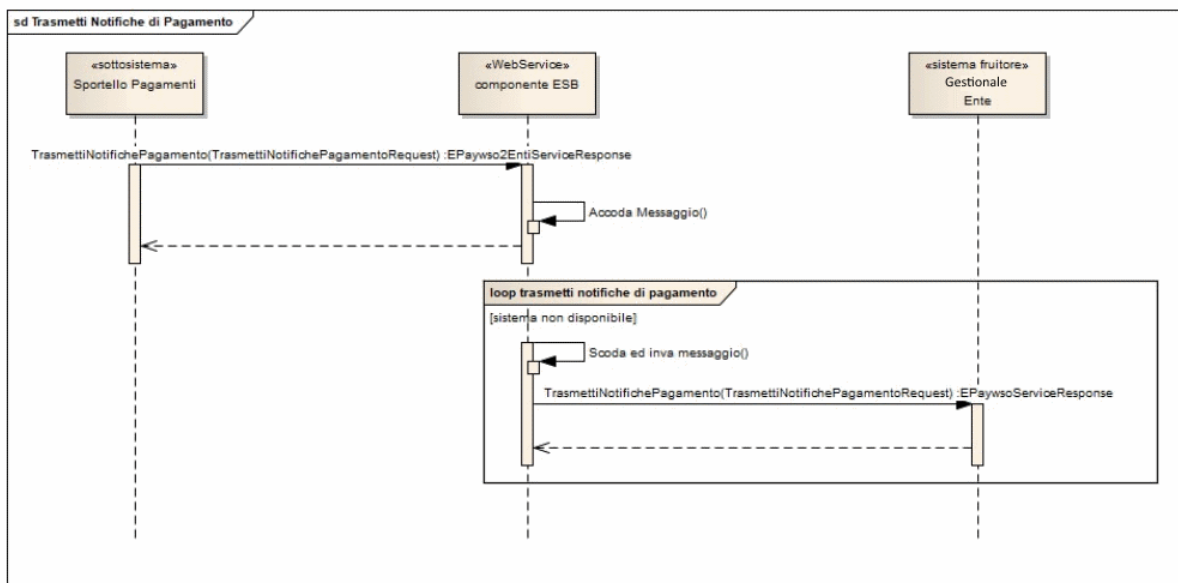 sd Trasmetti Notifiche di Pagamento
«sottosistema»
Sportello Pagamenti
«WebService»
componente ESB
«sistema fruitore»
Gestionale
Ente
TrasmettiNotifichePagamento(TrasmettiNotifichePagamentoRequest) :EPaywso2EntiServiceResponse
Accoda Messaggio()
loop trasmetti notifiche di pagamento
[sistema non disponibile]
Scoda ed inva messaggio()
TrasmettiNotifichePagamento(TrasmettiNotifichePagamentoRequest) :EPaywsoServiceResponse